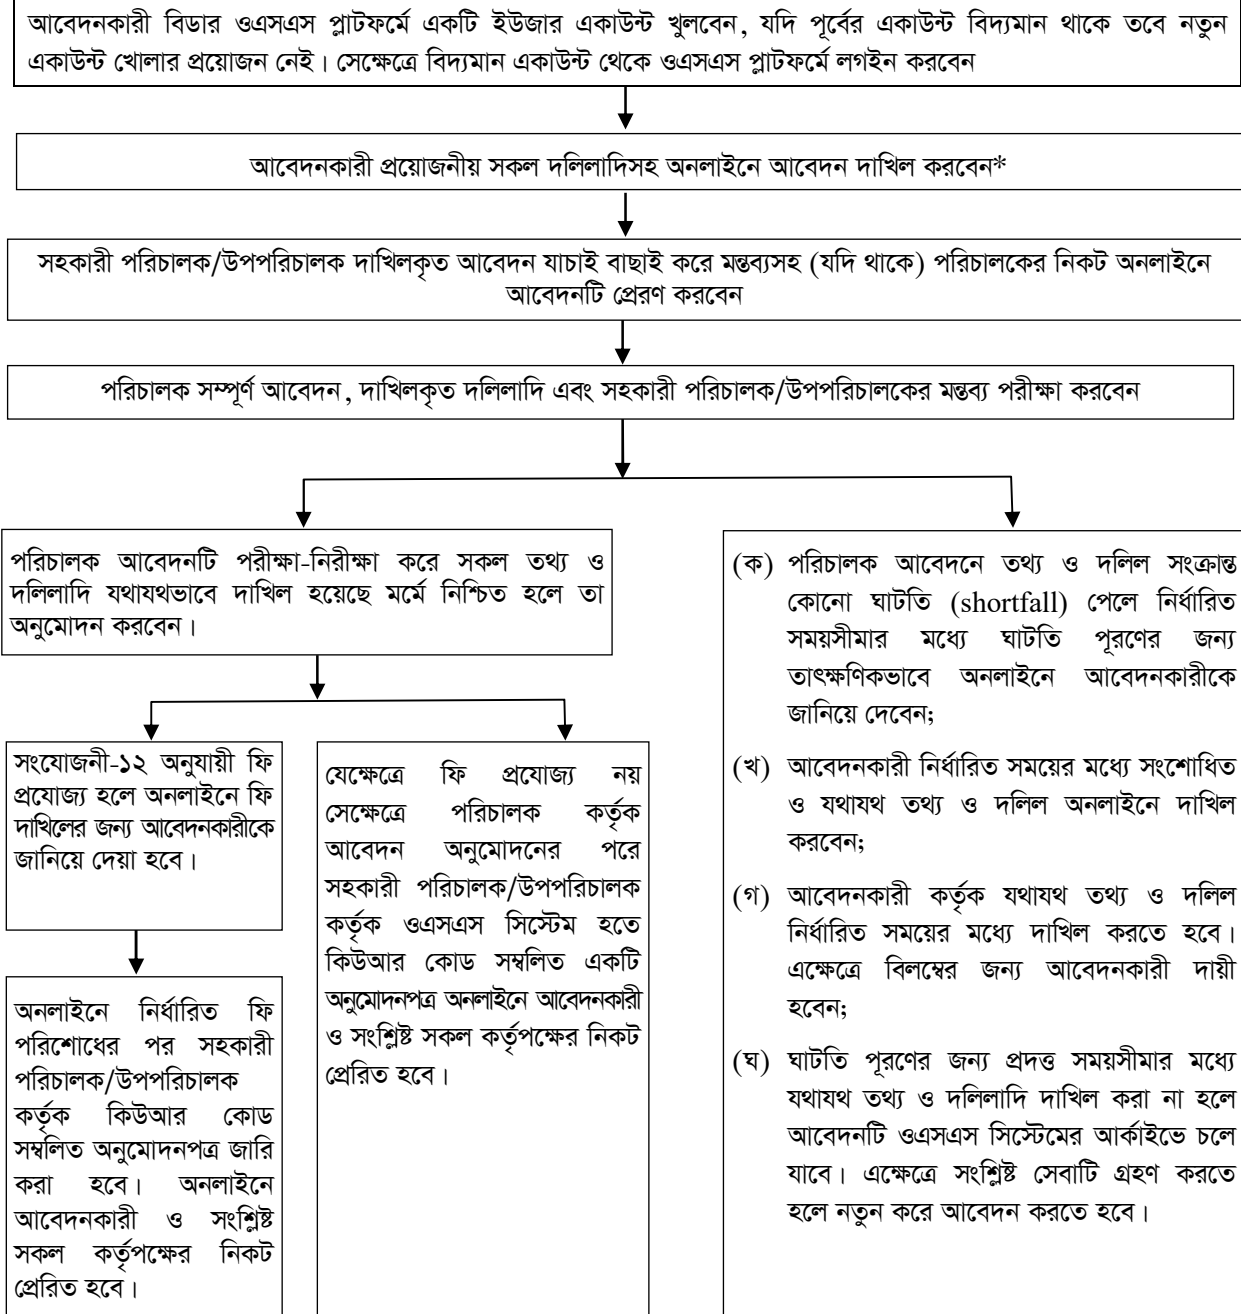 আবেদনকারী বিডার ওএসএস প্লাটফর্মে একটি ইউজার একাউন্ট খুলবেন, যদি পূর্বের একাউন্ট বিদ্যমান থাকে তবে নতুন
একাউন্ট খোলার প্রয়োজন নেই। সেক্ষেত্রে বিদ্যমান একাউন্ট থেকে ওএসএস প্লাটফর্মে লগইন করবেন
আবেদনকারী প্রয়োজনীয় সকল দলিলাদিসহ অনলাইনে আবেদন দাখিল করবেন*
সহকারী পরিচালক/উপপরিচালক দাখিলকৃত আবেদন যাচাই বাছাই করে মন্তব্যসহ (যদি থাকে) পরিচালকের নিকট অনলাইনে
আবেদনটি প্রেরণ করবেন
পরিচালক সম্পূর্ণ আবেদন, দাখিলকৃত দলিলাদি এবং সহকারী পরিচালক/উপপরিচালকের মন্তব্য পরীক্ষা করবেন
পরিচালক আবেদনটি পরীক্ষা-নিরীক্ষা করে সকল তথ্য ও
দলিলাদি যথাযথভাবে দাখিল হয়েছে মর্মে নিশ্চিত হলে তা
অনুমোদন করবেন।
সংযোজনী-১২ অনুযায়ী ফি
প্রযোজ্য হলে অনলাইনে ফি
দাখিলের জন্য আবেদনকারীকে
জানিয়ে দেয়া হবে।
অনলাইনে নির্ধারিত ফি
পরিশোধের পর সহকারী
পরিচালক/উপপরিচালক
কর্তৃক কিউআর কোড
সম্বলিত অনুমোদনপত্র জারি
করা হবে। অনলাইনে
আবেদনকারী ও সংশ্লিষ্ট
সকল কর্তৃপক্ষের নিকট
প্রেরিত হবে।
যেক্ষেত্রে ফি প্রযোজ্য নয়
সেক্ষেত্রে পরিচালক কর্তৃক
আবেদন অনুমোদনের পরে
সহকারী পরিচালক/উপপরিচালক
কর্তৃক ওএসএস সিস্টেম হতে
কিউআর কোড সম্বলিত একটি
অনুমোদনপত্র অনলাইনে আবেদনকারী
ও সংশ্লিষ্ট সকল কর্তৃপক্ষের নিকট
প্রেরিত হবে।
(ক) পরিচালক আবেদনে তথ্য ও দলিল সংক্রান্ত
কোনো ঘাটতি (shortfall) পেলে নির্ধারিত
সময়সীমার মধ্যে ঘাটতি পূরণের জন্য
তাৎক্ষণিকভাবে অনলাইনে আবেদনকারীকে
জানিয়ে দেবেন;
(খ) আবেদনকারী নির্ধারিত সময়ের মধ্যে সংশোধিত
ও যথাযথ তথ্য ও দলিল অনলাইনে দাখিল
করবেন;
(গ) আবেদনকারী কর্তৃক যথাযথ তথ্য ও দলিল
নির্ধারিত সময়ের মধ্যে দাখিল করতে হবে।
এক্ষেত্রে বিলম্বের জন্য আবেদনকারী দায়ী
হবেন;
(ঘ) ঘাটতি পূরণের জন্য প্রদত্ত সময়সীমার মধ্যে
যথাযথ তথ্য ও দলিলাদি দাখিল করা না হলে
আবেদনটি ওএসএস সিস্টেমের আর্কাইভে চলে
যাবে। এক্ষেত্রে সংশ্লিষ্ট সেবাটি গ্রহণ করতে
হলে নতুন করে আবেদন করতে হবে।